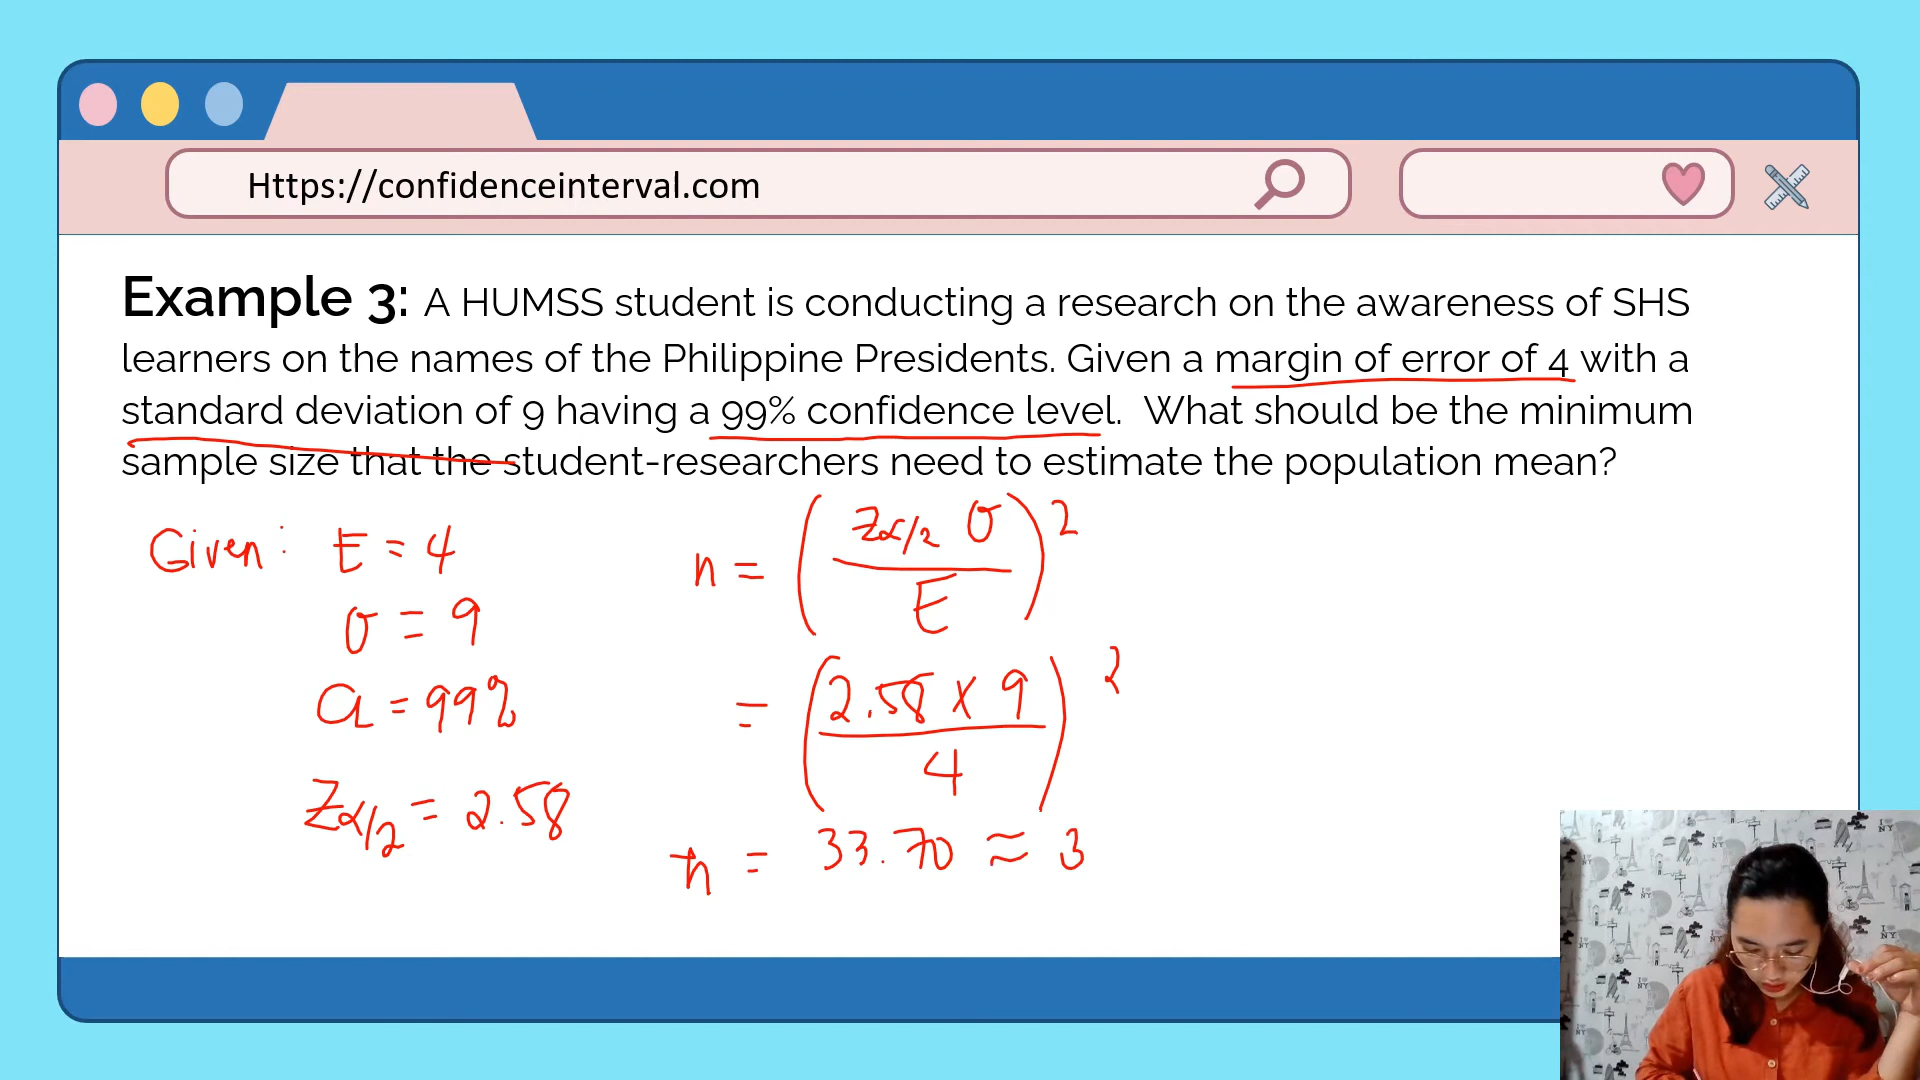 Https://confidenceinterval.com
Example 3: A HUMSS student is conducting a research on the awareness of SHS
learners on the names of the Philippine Presidents. Given a margin of error of 4 with a
standard deviation of 9 having a 99% confidence level. What should be the minimum
sample size that the student-researchers need to estimate the population mean?
Given: E = 4
σ = 9
a = 99%
Zα/2 = 2.58
n = (Zα/2 σ / E)²
= (2.58 x 9 / 4)²
n = 33.70 ≈ 3